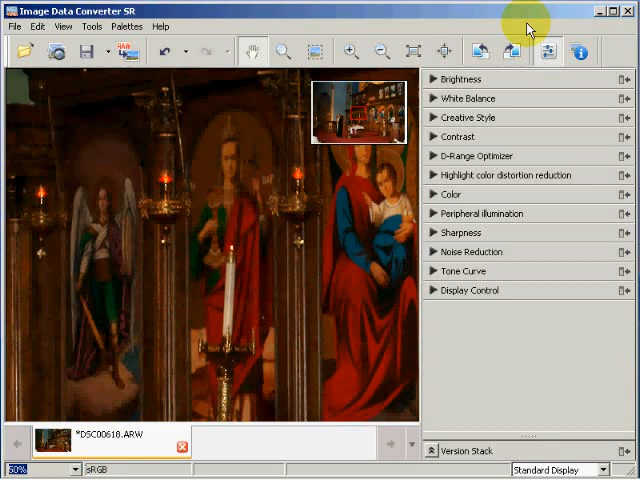 Image Data Converter SR
File Edit View Tools Palettes Help
RAW
Brightness
White Balance
Creative Style
Contrast
D-Range Optimizer
Highlight color distortion reduction
Color
Peripheral illumination
Sharpness
Noise Reduction
Tone Curve
Display Control
*DSC00618.ARW
Version Stack
50% sRGB Standard Display